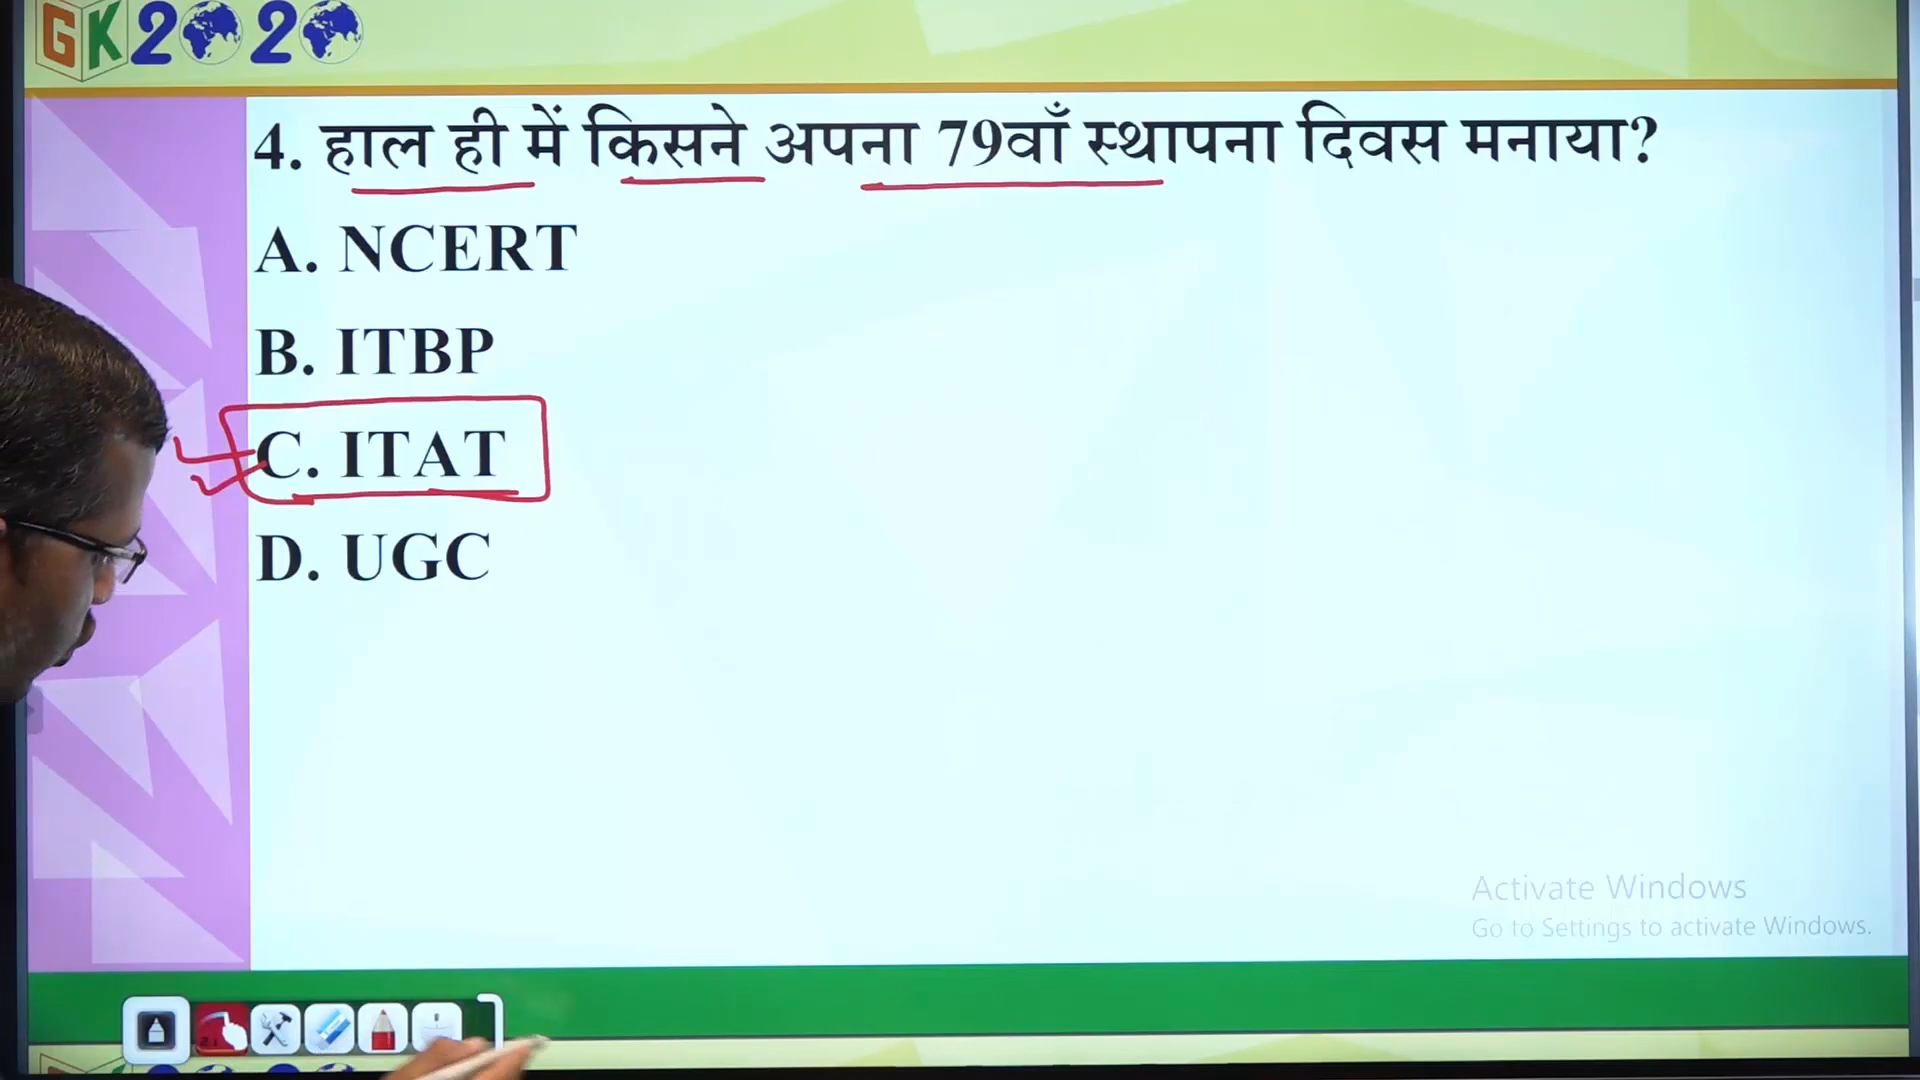 GK2020
4. हाल ही में किसने अपना 79वाँ स्थापना दिवस मनाया?
A. NCERT
B. ITBP
C. ITAT
D. UGC
Activate Windows
Go to Settings to activate Windows.